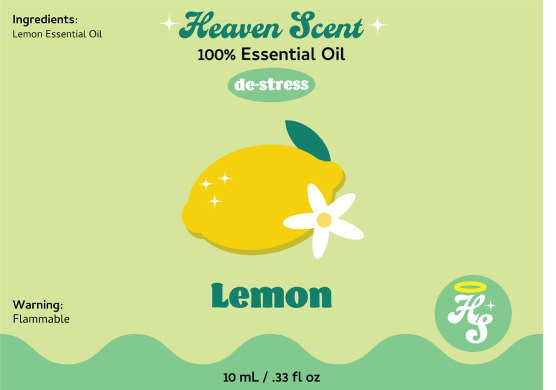 Ingredients:
Lemon Essential Oil
Heaven Scent
100% Essential Oil
de-stress
Lemon
Warning:
Flammable
HS
10 mL / .33 fl oz